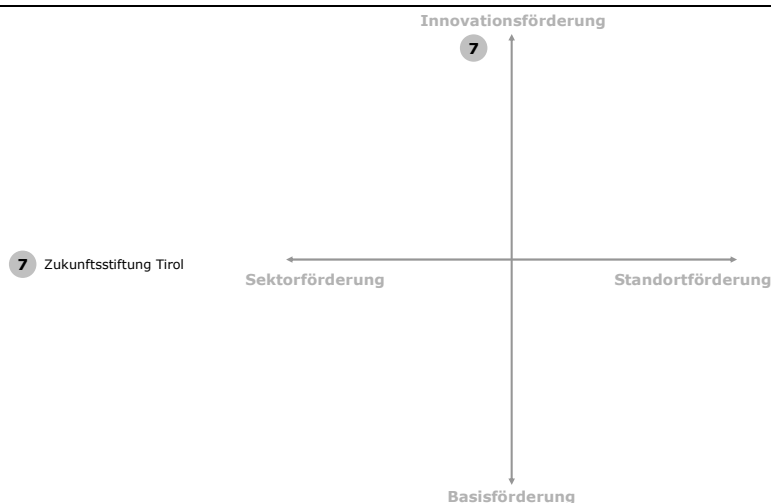 Innovationsförderung
7
7 Zukunftsstiftung Tirol
Sektorförderung
Standortförderung
Basisförderung